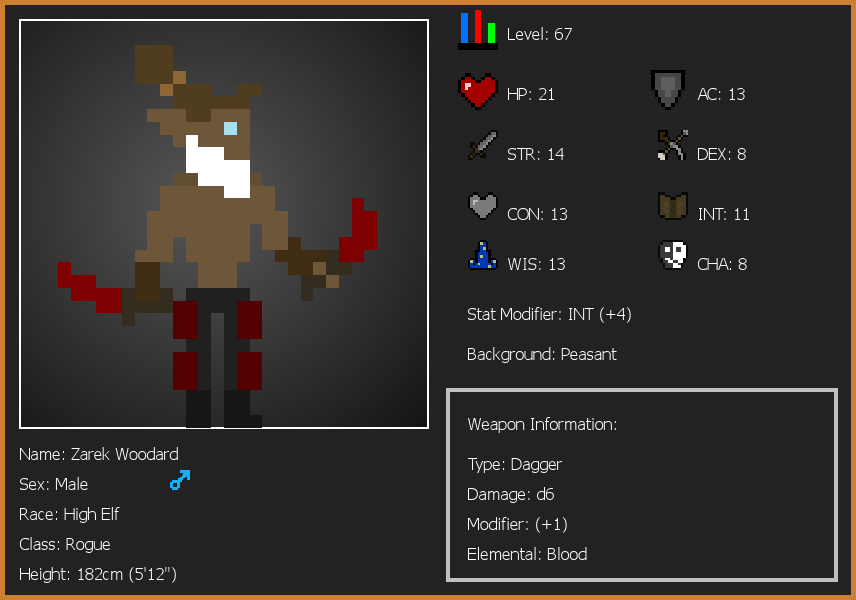 Level: 67
HP: 21
AC: 13
STR: 14
DEX: 8
CON: 13
INT: 11
WIS: 13
CHA: 8
Stat Modifier: INT (+4)
Background: Peasant
Weapon Information:
Type: Dagger
Damage: d6
Modifier: (+1)
Elemental: Blood
Name: Zarek Woodard
Sex: Male
Race: High Elf
Class: Rogue
Height: 182cm (5'12")